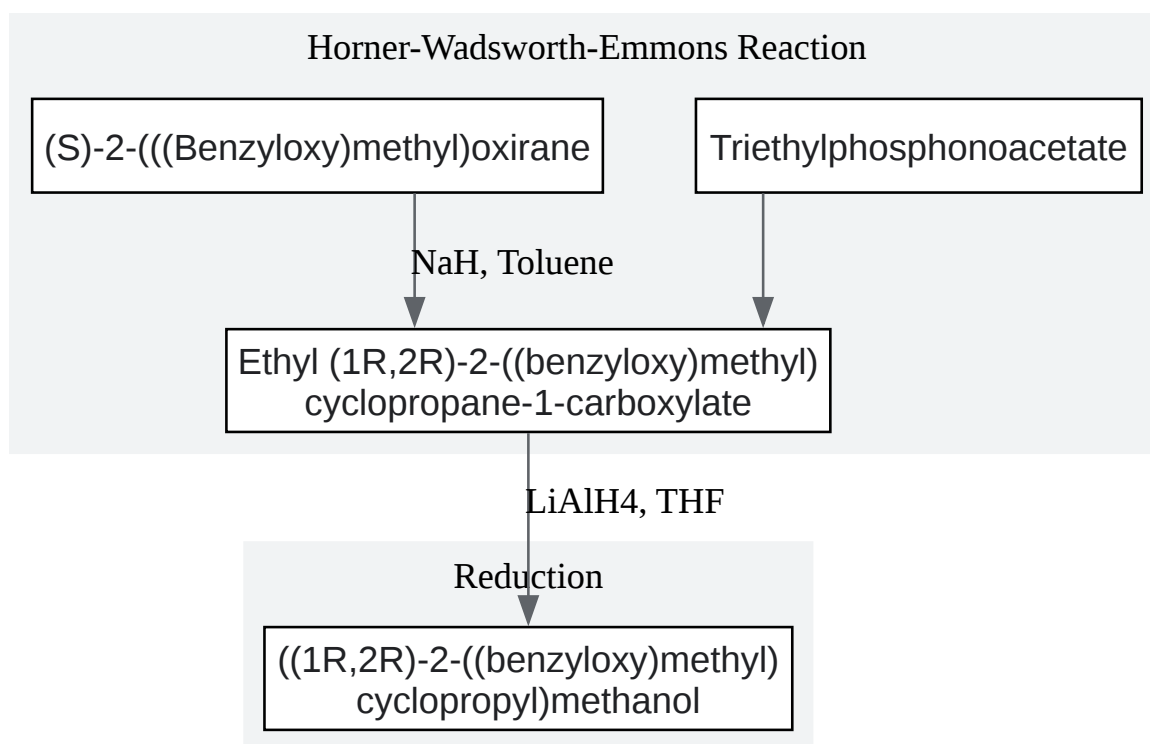 Horner-Wadsworth-Emmons Reaction
(S)-2-(((Benzyloxy)methyl)oxirane
Triethylphosphonoacetate
NaH, Toluene
Ethyl (1R,2R)-2-((benzyloxy)methyl)
cyclopropane-1-carboxylate
LiAlH4, THF
Reduction
((1R,2R)-2-((benzyloxy)methyl)
cyclopropyl)methanol